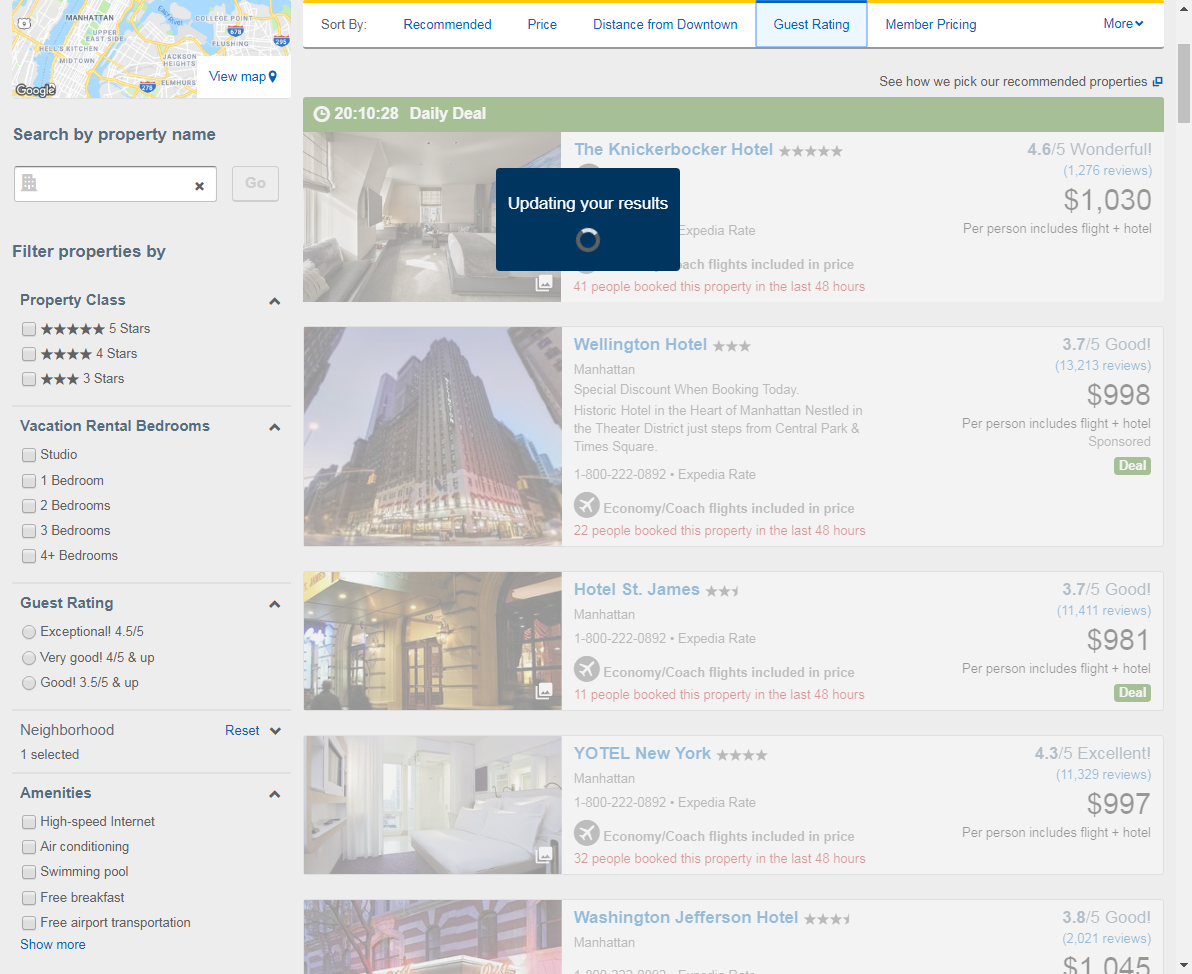 MANHATTAN
COLLEGE POINT
East River
9
678
295
UPPER
EAST SIDE
FLUSHING
HELL'S KITCHEN
MIDTOWN
JACKSON
HEIGHTS
278
ELMHURST
Google
View map
Search by property name
Go
Filter properties by
Property Class
5 Stars
4 Stars
3 Stars
Vacation Rental Bedrooms
Studio
1 Bedroom
2 Bedrooms
3 Bedrooms
4+ Bedrooms
Guest Rating
Exceptional! 4.5/5
Very good! 4/5 & up
Good! 3.5/5 & up
Neighborhood Reset
1 selected
Amenities
High-speed Internet
Air conditioning
Swimming pool
Free breakfast
Free airport transportation
Show more
Sort By: Recommended Price Distance from Downtown Guest Rating Member Pricing More
See how we pick our recommended properties
20:10:28 Daily Deal
The Knickerbocker Hotel 4.6/5 Wonderful!
(1,276 reviews)
$1,030
Per person includes flight + hotel
Updating your results
Expedia Rate
ach flights included in price
41 people booked this property in the last 48 hours
Wellington Hotel 3.7/5 Good!
(13,213 reviews)
Manhattan
Special Discount When Booking Today.
$998
Historic Hotel in the Heart of Manhattan Nestled in
the Theater District just steps from Central Park &
Times Square.
Per person includes flight + hotel
Sponsored
Deal
1-800-222-0892 • Expedia Rate
Economy/Coach flights included in price
22 people booked this property in the last 48 hours
Hotel St. James 3.7/5 Good!
(11,411 reviews)
Manhattan
1-800-222-0892 • Expedia Rate
$981
Economy/Coach flights included in price
Per person includes flight + hotel
11 people booked this property in the last 48 hours
Deal
YOTEL New York 4.3/5 Excellent!
(11,329 reviews)
Manhattan
1-800-222-0892 • Expedia Rate
$997
Economy/Coach flights included in price
Per person includes flight + hotel
32 people booked this property in the last 48 hours
Washington Jefferson Hotel 3.8/5 Good!
(2,021 reviews)
Manhattan
$1,045
1-800-222-0892 • Expedia Rate